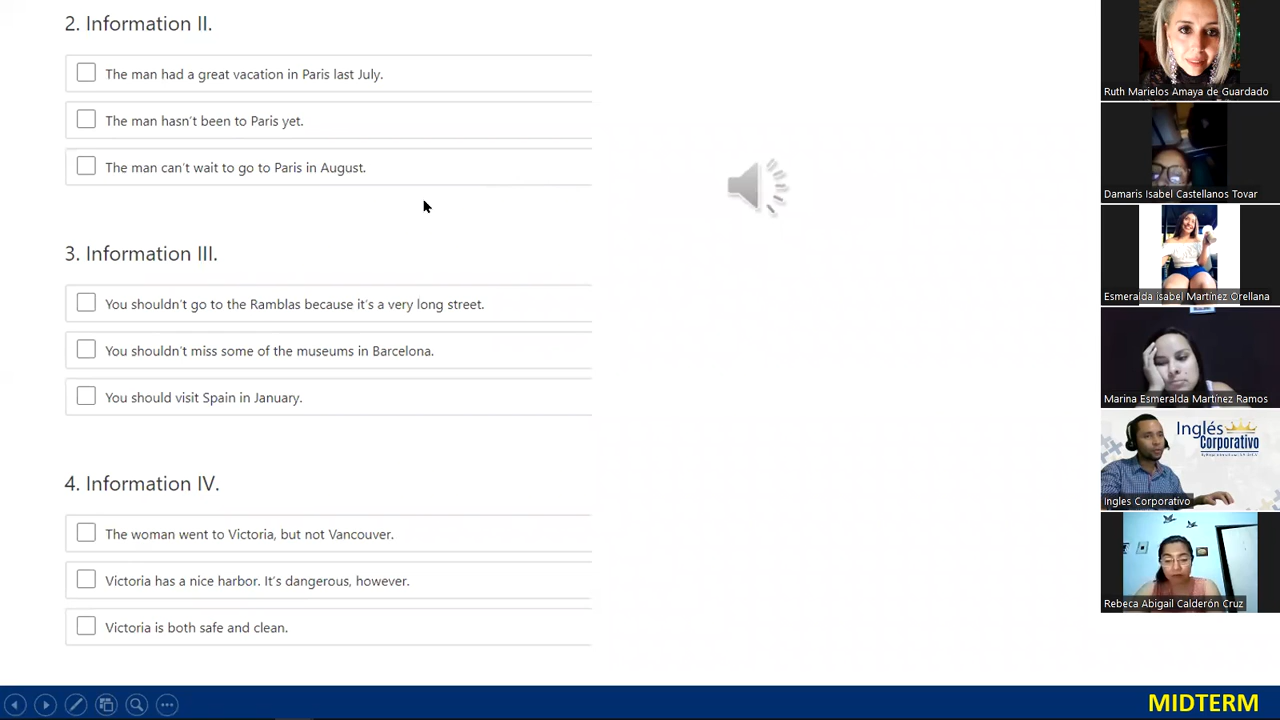 2. Information II.
The man had a great vacation in Paris last July.
The man hasn't been to Paris yet.
The man can't wait to go to Paris in August.
3. Information III.
You shouldn't go to the Ramblas because it's a very long street.
You shouldn't miss some of the museums in Barcelona.
You should visit Spain in January.
4. Information IV.
The woman went to Victoria, but not Vancouver.
Victoria has a nice harbor. It's dangerous, however.
Victoria is both safe and clean.
MIDTERM
Ruth Marielos Amaya de Guardado
Damaris Isabel Castellanos Tovar
Esmeralda isabel Martínez Orellana
Marina Esmeralda Martínez Ramos
Inglés
Corporativo
Ingles Corporativo
Rebeca Abigail Calderón Cruz